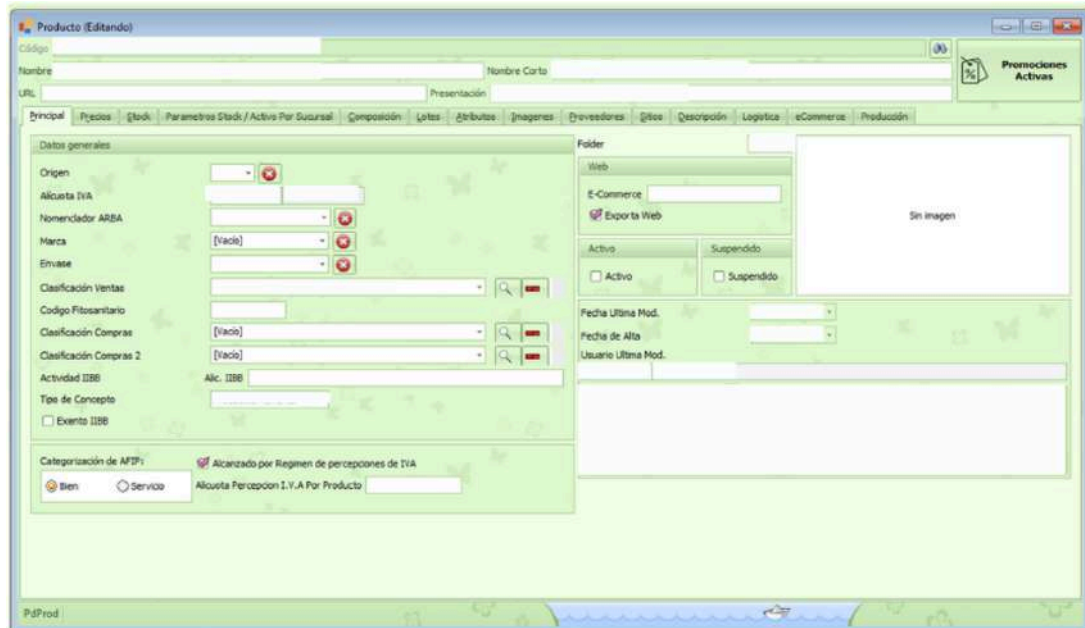 Producto (Editando)
Código
Nombre Nombre Corto
URL Presentación
Promociones Activas
Principal Precios Stock Parametros Stock / Activo Por Sucursal Composición Lotes Atributos Imagenes Proveedores Sitios Descripción Logistica eCommerce Producción
Datos generales
Origen
Alicuota IVA
Nomenclador ARBA
Marca [Vacío]
Envase
Clasificación Ventas
Codigo Fitosanitario
Clasificación Compras [Vacío]
Clasificación Compras 2 [Vacío]
Actividad IIBB Alic. IIBB
Tipo de Concepto
Exento IIBB
Categorización de AFIP:
Bien Servicio
Alcanzado por Regimen de percepciones de IVA
Alicuota Percepcion I.V.A Por Producto
Folder
Web
E-Commerce
Exporta Web
Activo Suspendido
Activo Suspendido
Sin imagen
Fecha Ultima Mod.
Fecha de Alta
Usuario Ultima Mod.
PdProd